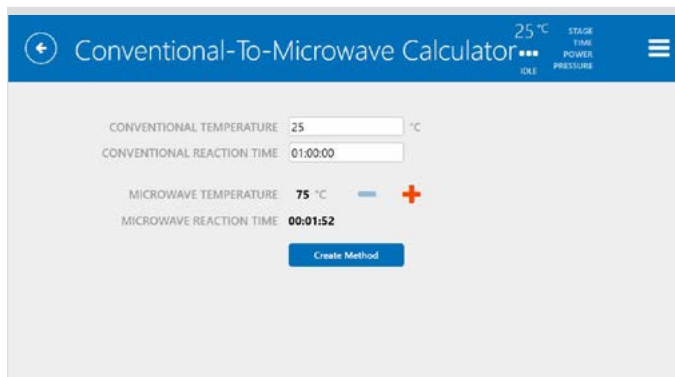 Conventional-To-Microwave Calculator
25 °C
IDLE
STAGE
TIME
POWER
PRESSURE
CONVENTIONAL TEMPERATURE 25 °C
CONVENTIONAL REACTION TIME 01:00:00
MICROWAVE TEMPERATURE 75 °C
MICROWAVE REACTION TIME 00:01:52
Create Method